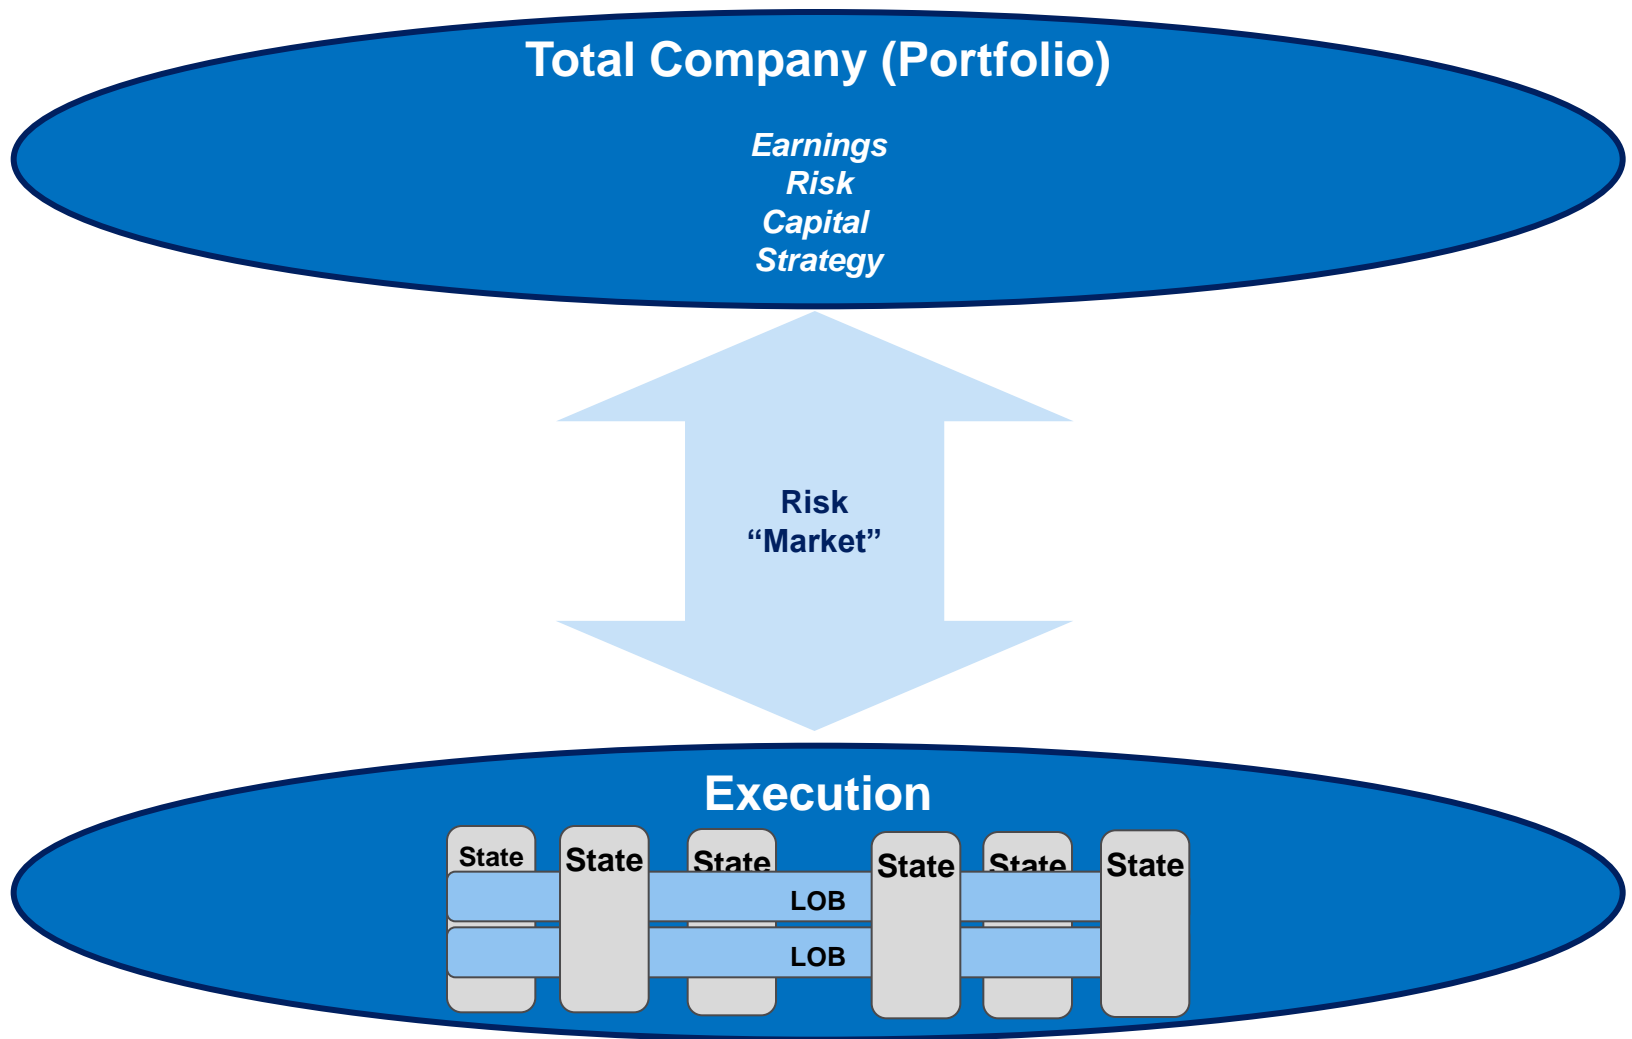 Total Company (Portfolio)
Earnings
Risk
Capital
Strategy
Risk
“Market”
Execution
State
State
State
State
State
State
LOB
LOB